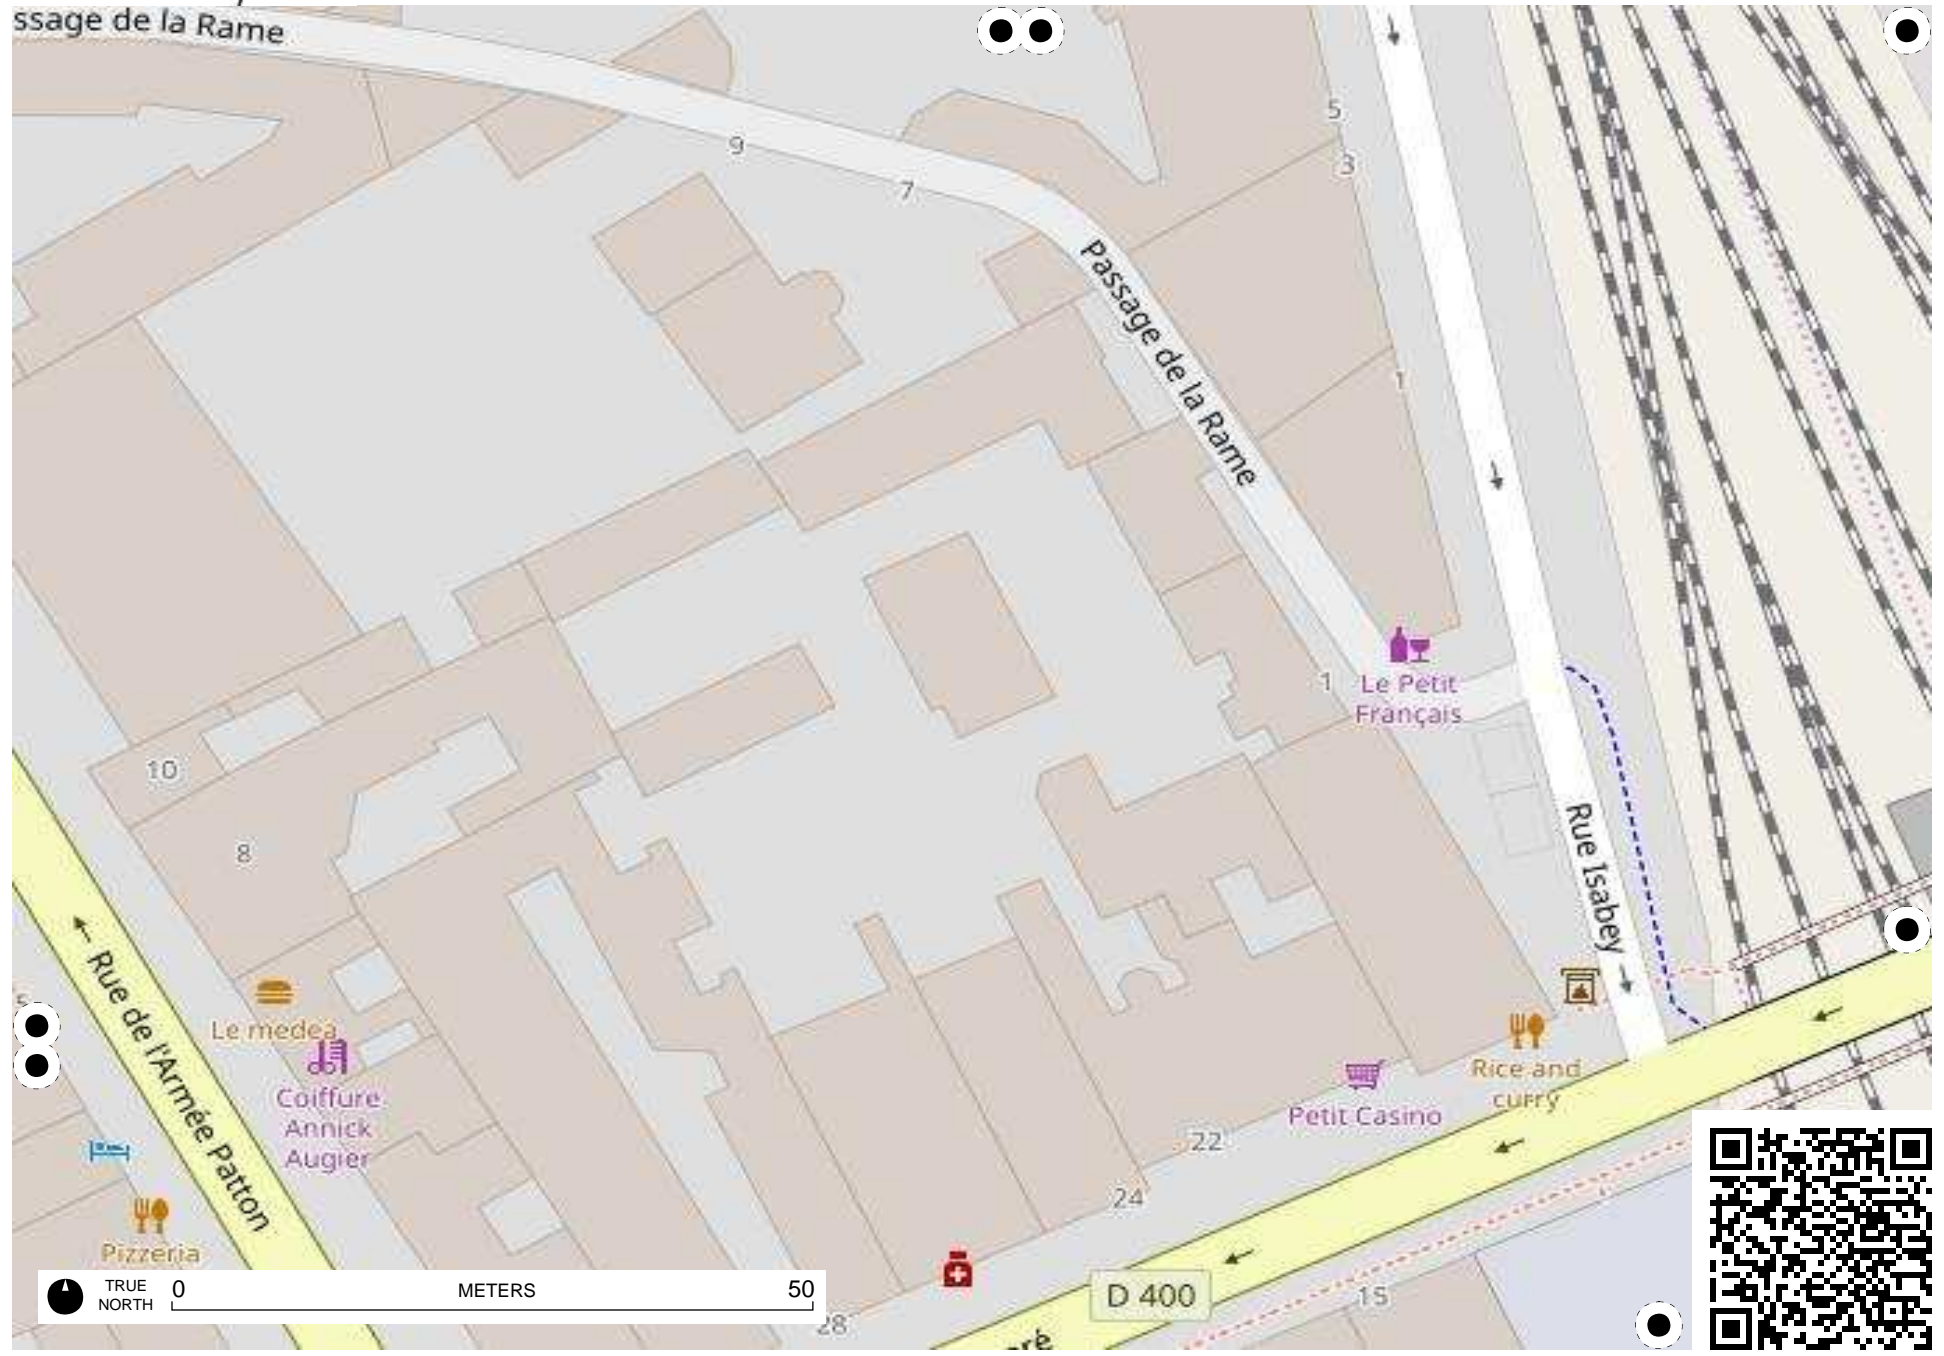 ssage de la Rame
9
7
5
3
Passage de la Rame
1
1
Le Petit
Français
10
8
Rue Isabey
Le medea
Coiffure
Annick
Augier
Rue de l'Armée Patton
Pizzeria
Rice and
curry
Petit Casino
22
24
28
15
D 400
TRUE
NORTH
0
METERS
50